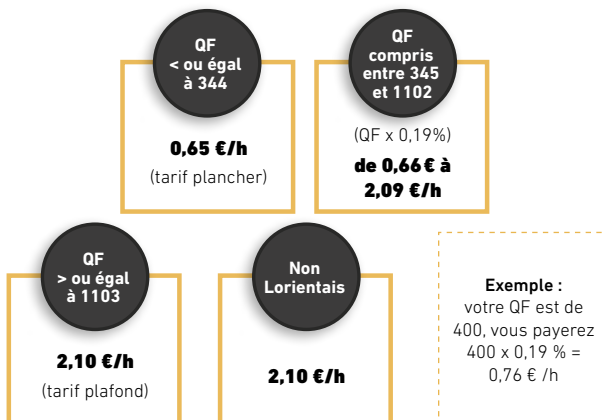 QF
< ou égal
à 344
0,65 €/h
(tarif plancher)
QF
compris
entre 345
et 1102
(QF x 0,19%)
de 0,66 € à
2,09 €/h
QF
> ou égal
à 1103
2,10 €/h
(tarif plafond)
Non
Lorientais
2,10 €/h
Exemple :
votre QF est de
400, vous payerez
400 x 0,19 % =
0,76 € /h